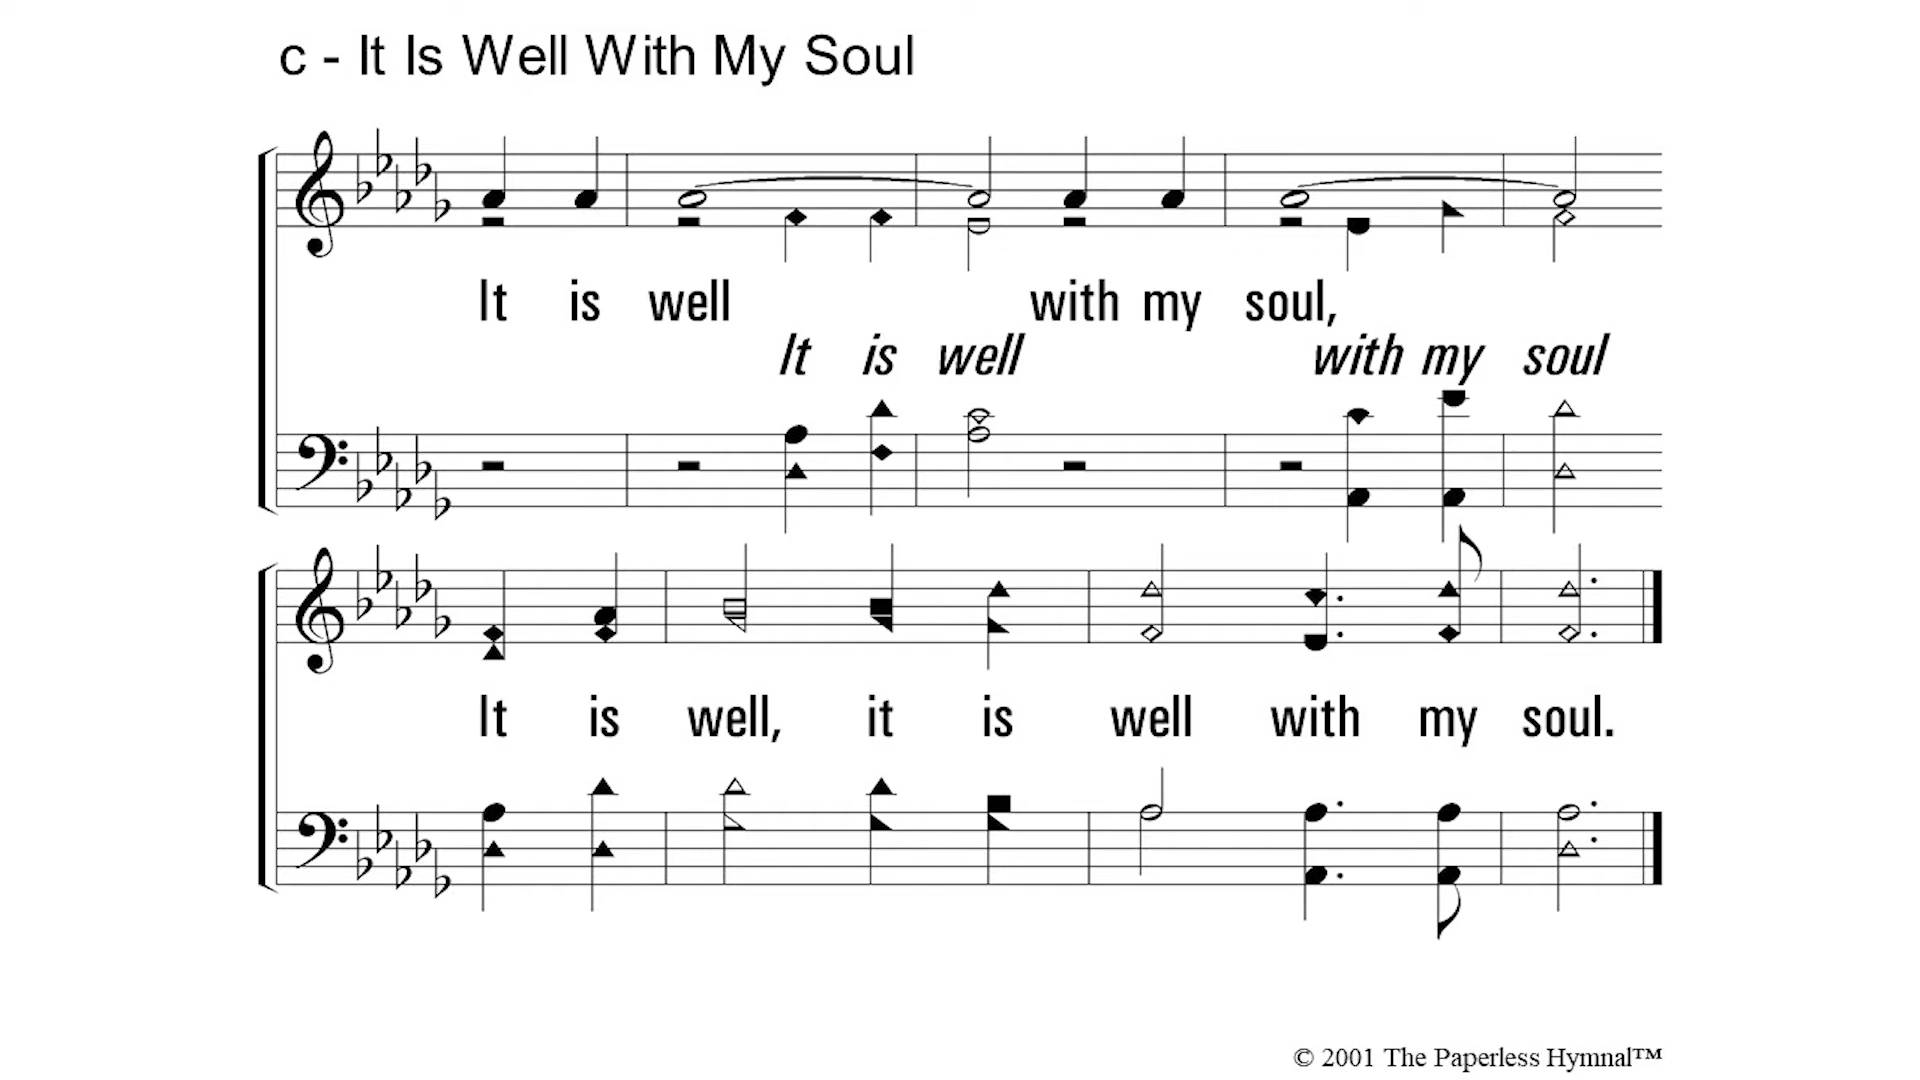 c - It Is Well With My Soul
It is well with my soul,
It is well with my soul
It is well, it is well with my soul.
© 2001 The Paperless Hymnal™